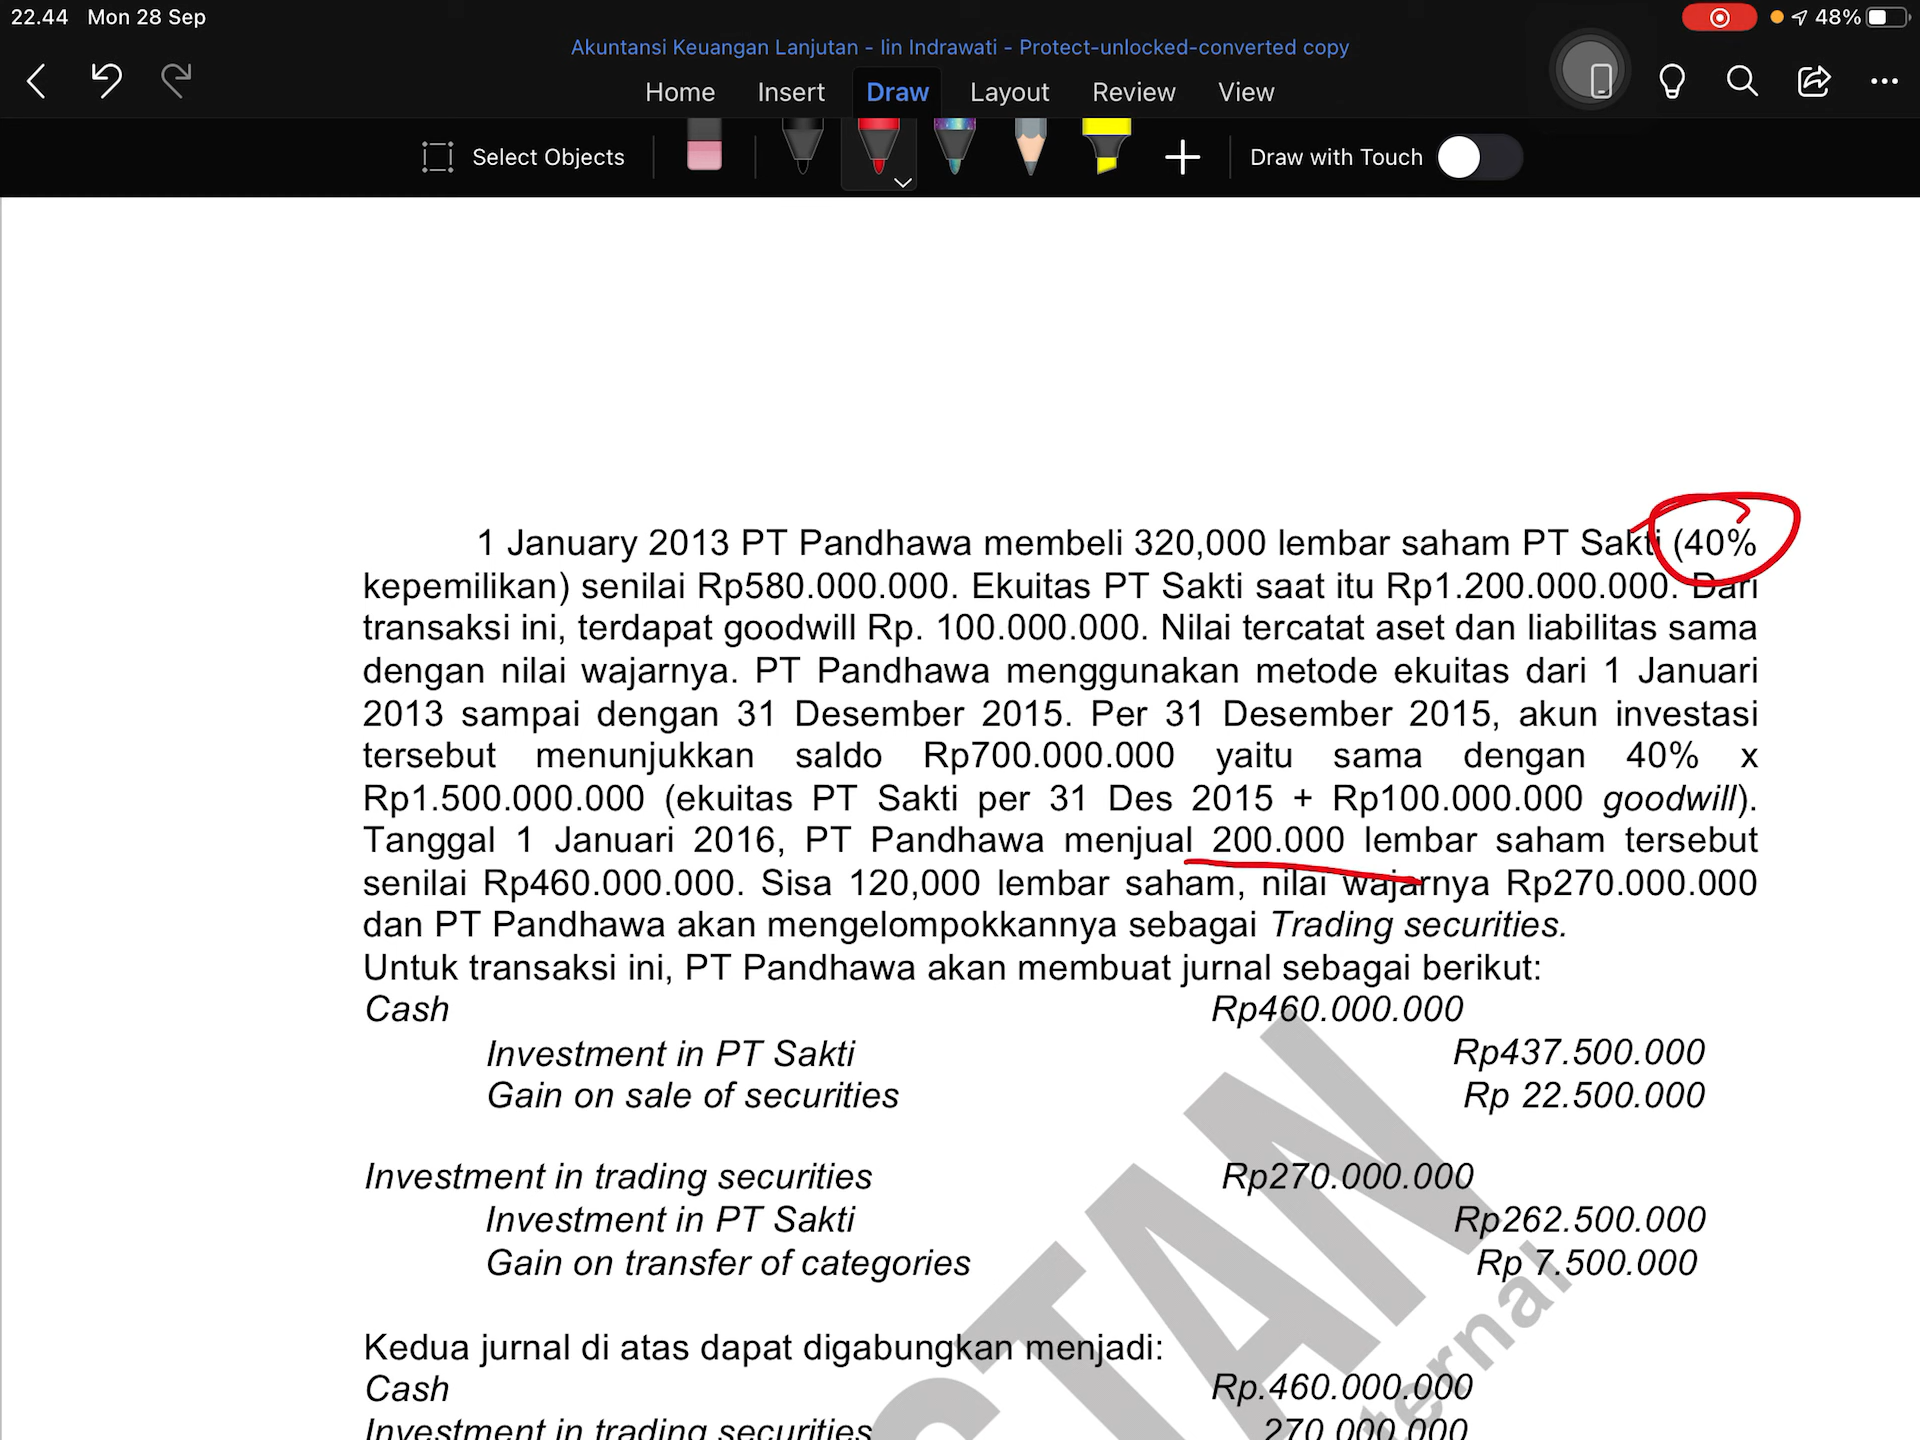 22.44 Mon 28 Sep
48%
Akuntansi Keuangan Lanjutan - Iin Indrawati - Protect-unlocked-converted copy
Home Insert Draw Layout Review View
Select Objects
Draw with Touch
1 January 2013 PT Pandhawa membeli 320,000 lembar saham PT Sakti (40%
kepemilikan) senilai Rp580.000.000. Ekuitas PT Sakti saat itu Rp1.200.000.000. Dari
transaksi ini, terdapat goodwill Rp. 100.000.000. Nilai tercatat aset dan liabilitas sama
dengan nilai wajarnya. PT Pandhawa menggunakan metode ekuitas dari 1 Januari
2013 sampai dengan 31 Desember 2015. Per 31 Desember 2015, akun investasi
tersebut menunjukkan saldo Rp700.000.000 yaitu sama dengan 40% x
Rp1.500.000.000 (ekuitas PT Sakti per 31 Des 2015 + Rp100.000.000 goodwill).
Tanggal 1 Januari 2016, PT Pandhawa menjual 200.000 lembar saham tersebut
senilai Rp460.000.000. Sisa 120,000 lembar saham, nilai wajarnya Rp270.000.000
dan PT Pandhawa akan mengelompokkannya sebagai Trading securities.
Untuk transaksi ini, PT Pandhawa akan membuat jurnal sebagai berikut:
Cash Rp460.000.000
Investment in PT Sakti Rp437.500.000
Gain on sale of securities Rp 22.500.000
Investment in trading securities Rp270.000.000
Investment in PT Sakti Rp262.500.000
Gain on transfer of categories Rp 7.500.000
Kedua jurnal di atas dapat digabungkan menjadi:
Cash Rp.460.000.000
Investment in trading securities 270.000.000